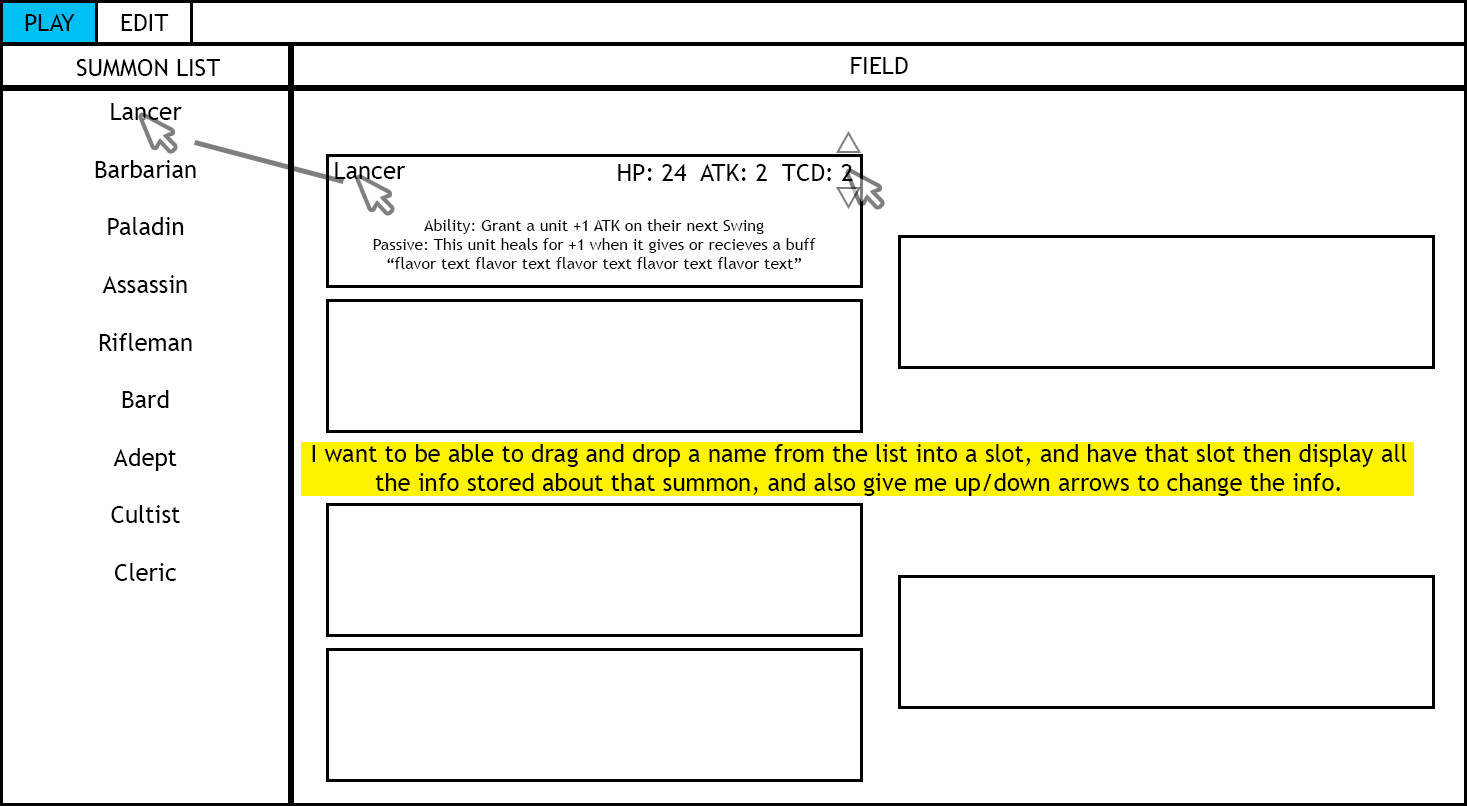 PLAY EDIT
SUMMON LIST
FIELD
Lancer
Barbarian
Paladin
Assassin
Rifleman
Bard
Adept
Cultist
Cleric
Lancer HP: 24 ATK: 2 TCD: 2
Ability: Grant a unit +1 ATK on their next Swing
Passive: This unit heals for +1 when it gives or recieves a buff
“flavor text flavor text flavor text flavor text flavor text”
I want to be able to drag and drop a name from the list into a slot, and have that slot then display all
the info stored about that summon, and also give me up/down arrows to change the info.